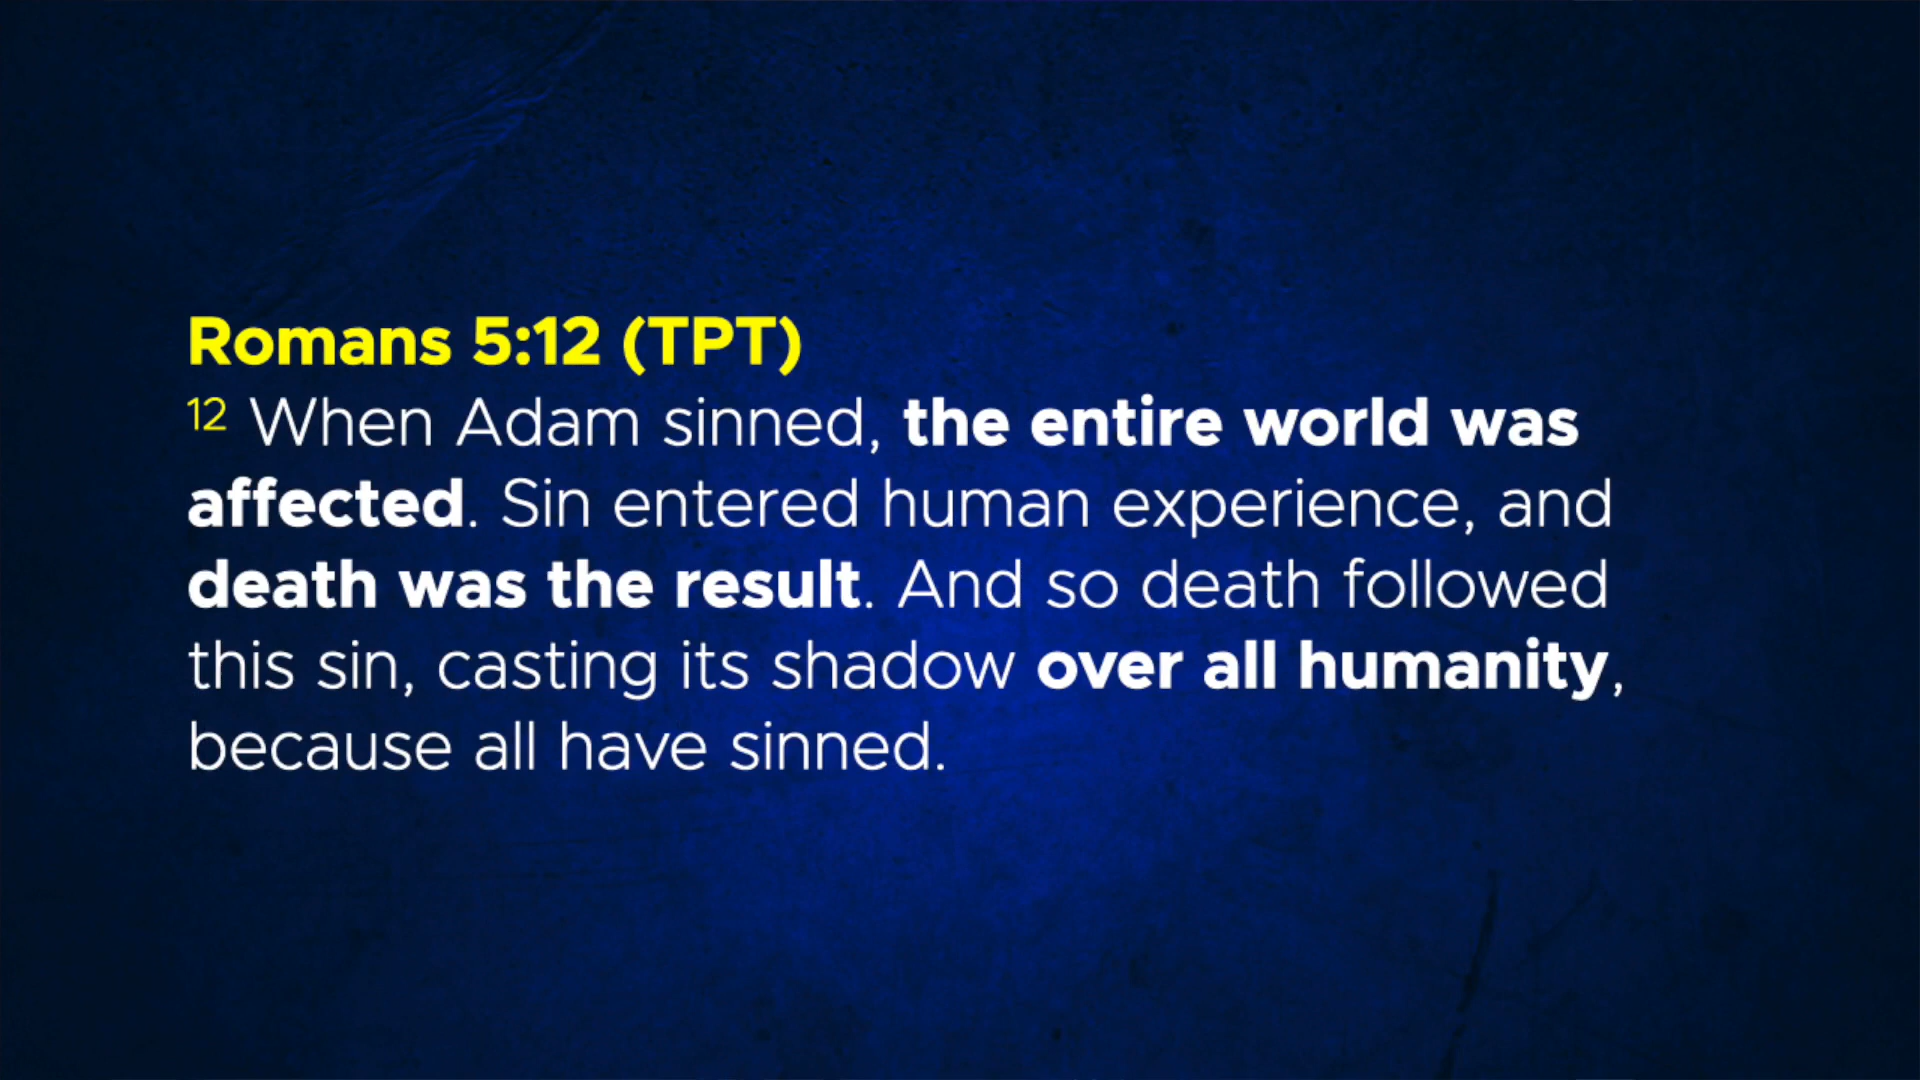 Romans 5:12 (TPT)
12 When Adam sinned, the entire world was
affected. Sin entered human experience, and
death was the result. And so death followed
this sin, casting its shadow over all humanity,
because all have sinned.